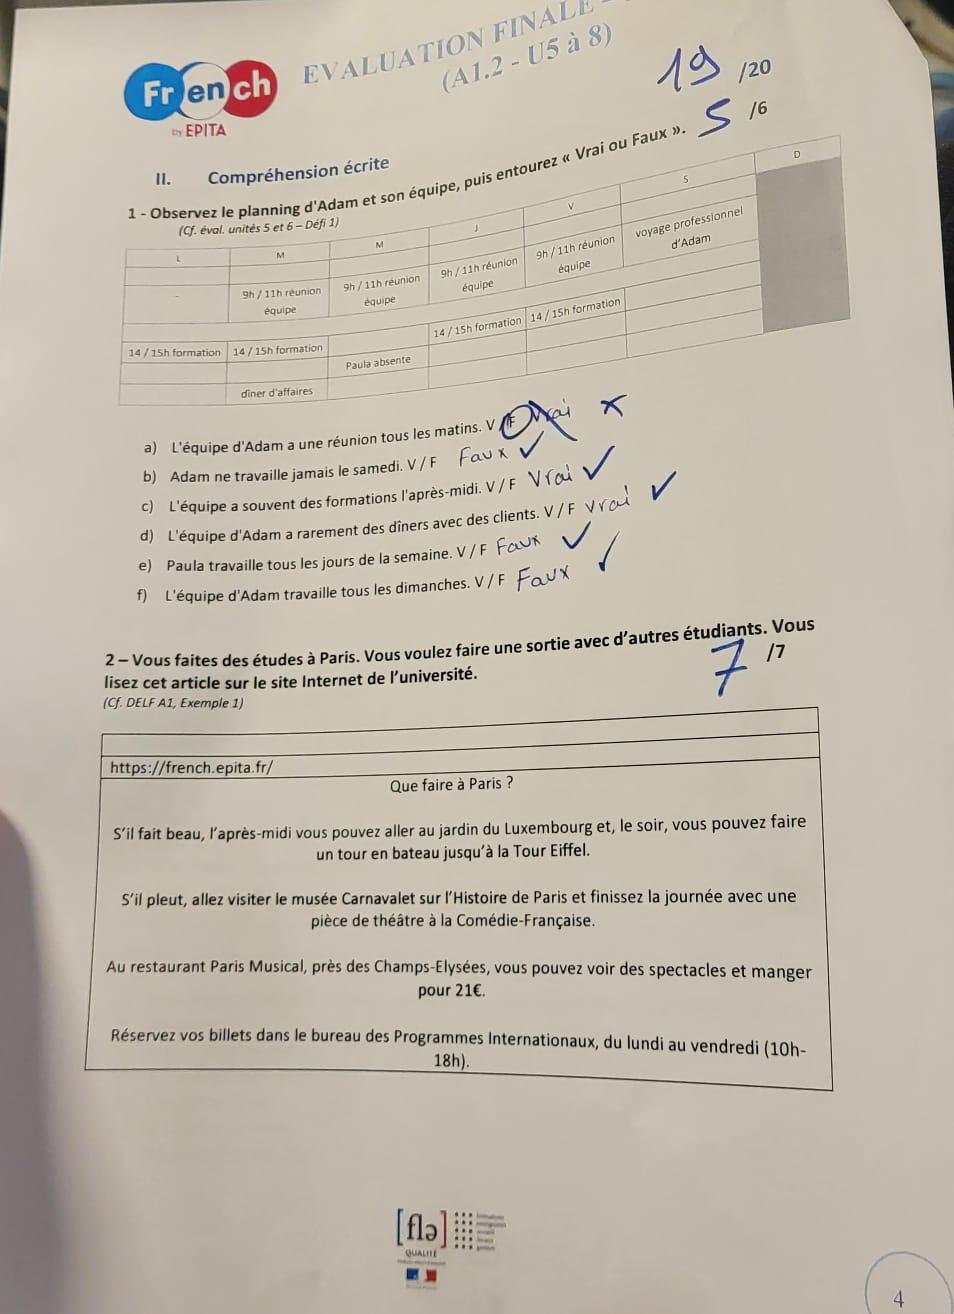 EVALUATION FINALE -
(A1.2 - U5 à 8)
French
by EPITA
19 /20
5 /6
II. Compréhension écrite
1 - Observez le planning d'Adam et son équipe, puis entourez « Vrai ou Faux ».
(Cf. éval. unités 5 et 6 – Défi 1)
L M M J V S D
- 9h / 11h réunion équipe 9h / 11h réunion équipe 9h / 11h réunion équipe 9h / 11h réunion équipe voyage professionnel d'Adam
14 / 15h formation 14 / 15h formation 14 / 15h formation 14 / 15h formation
Paula absente
dîner d'affaires
a) L'équipe d'Adam a une réunion tous les matins. V / F Vrai
b) Adam ne travaille jamais le samedi. V / F Faux
c) L'équipe a souvent des formations l'après-midi. V / F Vrai
d) L'équipe d'Adam a rarement des dîners avec des clients. V / F vrai
e) Paula travaille tous les jours de la semaine. V / F Faux
f) L'équipe d'Adam travaille tous les dimanches. V / F Faux
2 – Vous faites des études à Paris. Vous voulez faire une sortie avec d'autres étudiants. Vous
lisez cet article sur le site Internet de l'université.
7 /7
(Cf. DELF A1, Exemple 1)
https://french.epita.fr/
Que faire à Paris ?
S'il fait beau, l'après-midi vous pouvez aller au jardin du Luxembourg et, le soir, vous pouvez faire
un tour en bateau jusqu'à la Tour Eiffel.
S'il pleut, allez visiter le musée Carnavalet sur l'Histoire de Paris et finissez la journée avec une
pièce de théâtre à la Comédie-Française.
Au restaurant Paris Musical, près des Champs-Elysées, vous pouvez voir des spectacles et manger
pour 21€.
Réservez vos billets dans le bureau des Programmes Internationaux, du lundi au vendredi (10h-
18h).
[flə]
QUALITÉ
4